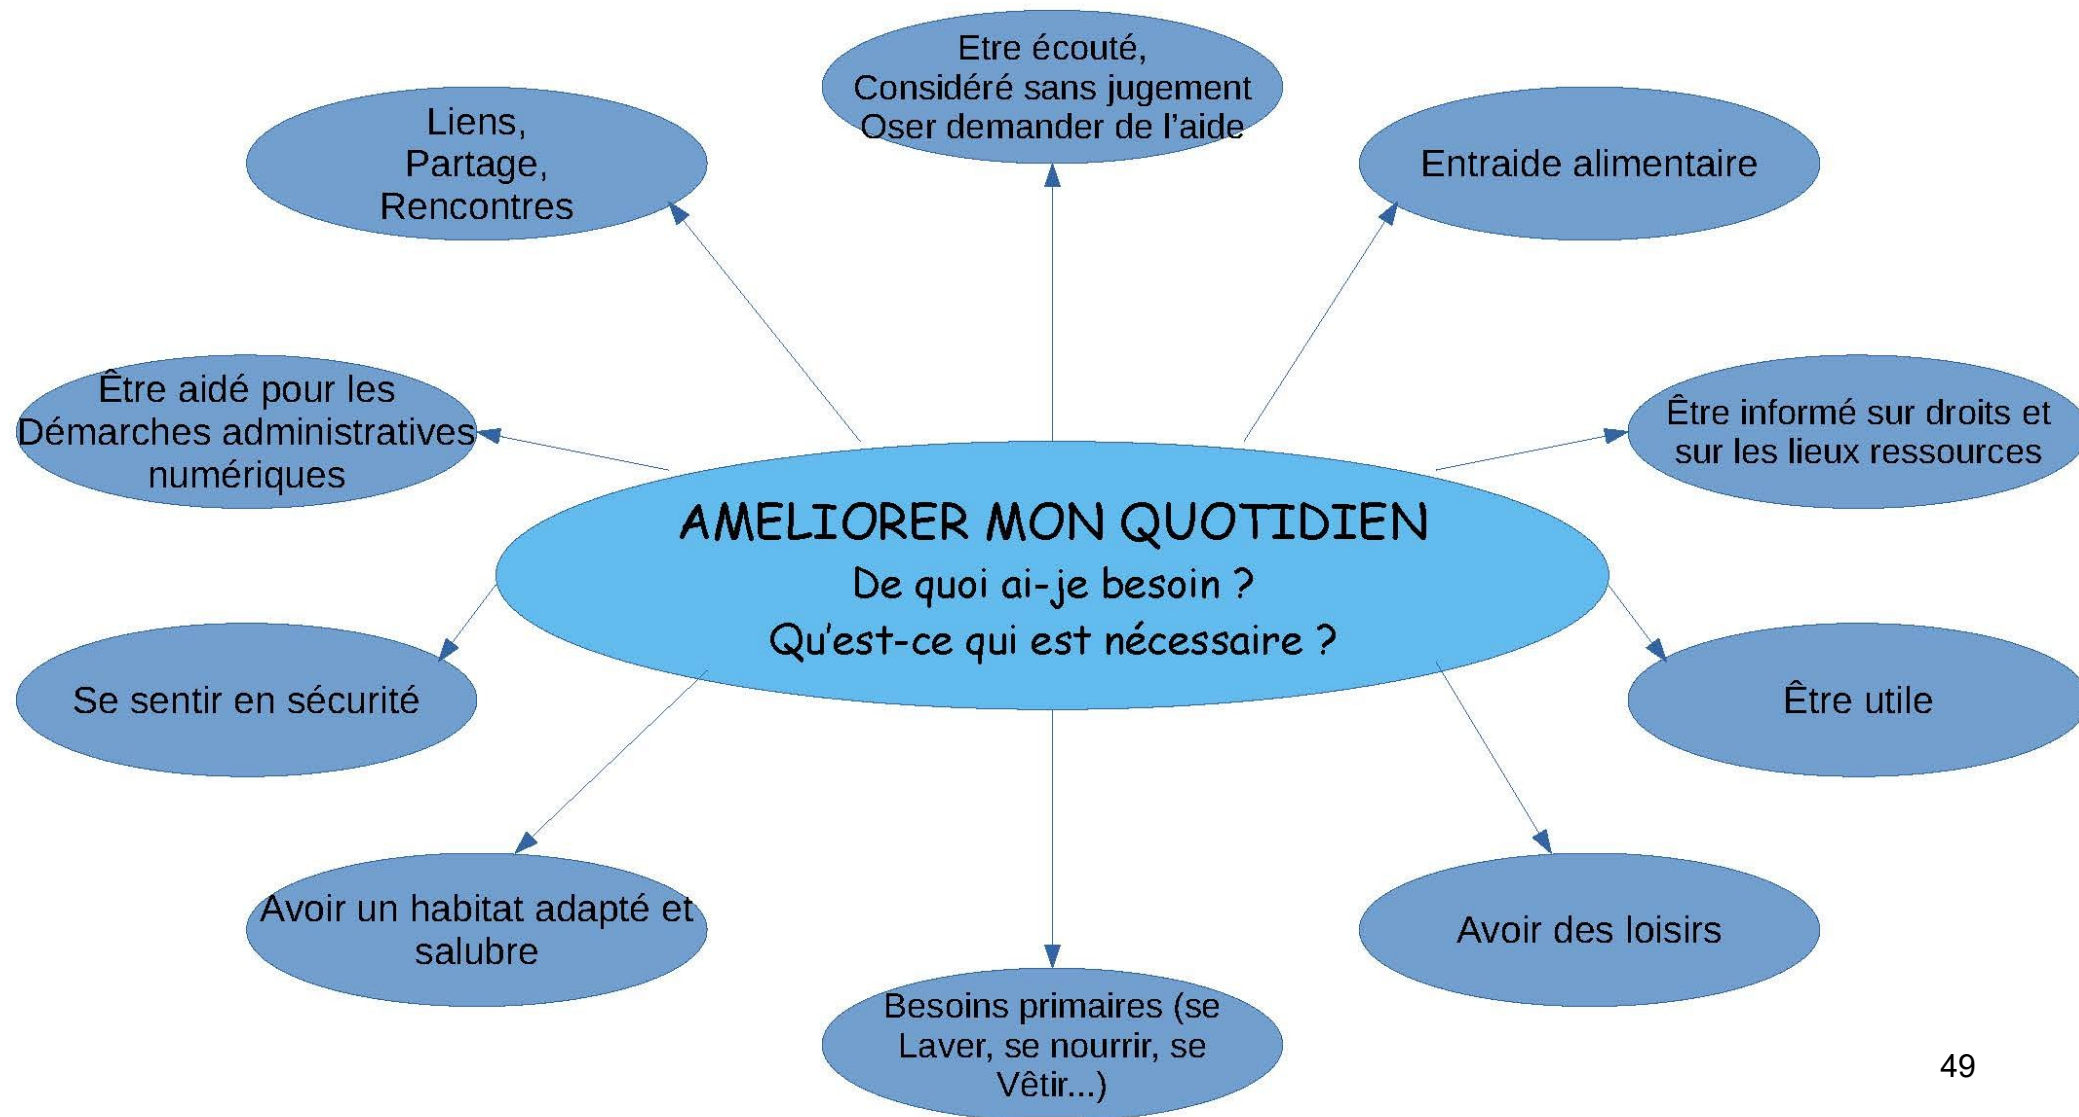 Etre écouté,
Considéré sans jugement
Oser demander de l'aide
Liens,
Partage,
Rencontres
Entraide alimentaire
Être aidé pour les
Démarches administratives
numériques
Être informé sur droits et
sur les lieux ressources
AMELIORER MON QUOTIDIEN
De quoi ai-je besoin ?
Qu'est-ce qui est nécessaire ?
Se sentir en sécurité
Être utile
Avoir un habitat adapté et
salubre
Avoir des loisirs
Besoins primaires (se
Laver, se nourrir, se
Vêtir...)
49